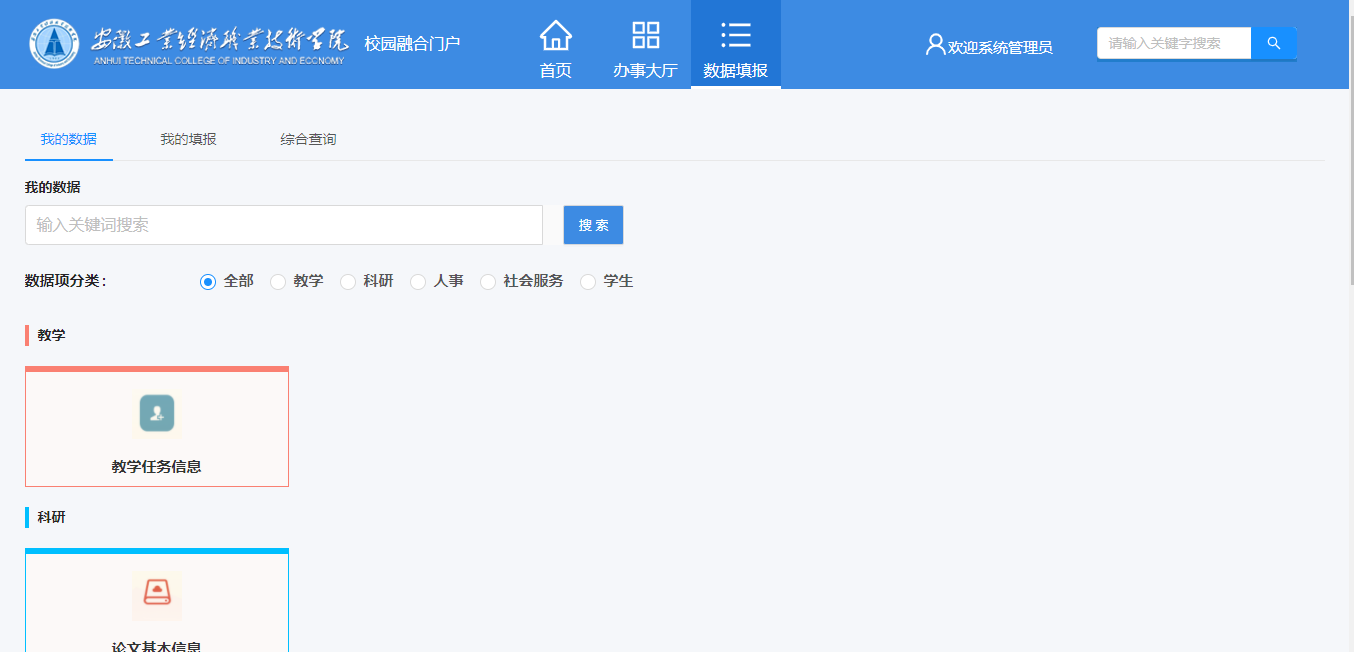 安徽工业经济职业技术学院
ANHUI TECHNICAL COLLEGE OF INDUSTRY AND ECCNOMY
校园融合门户
首页
办事大厅
数据填报
欢迎系统管理员
请输入关键字搜索
我的数据 我的填报 综合查询
我的数据
输入关键词搜索
搜 索
数据项分类： 全部 教学 科研 人事 社会服务 学生
教学
教学任务信息
科研
论文基本信息